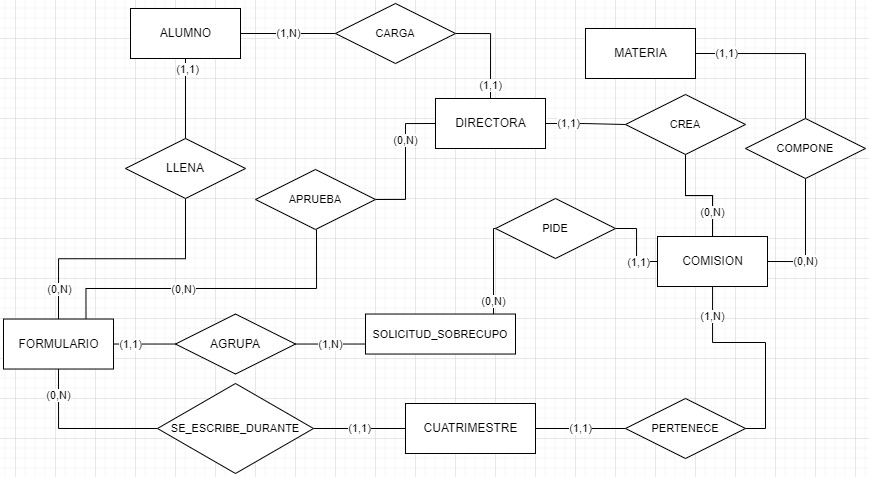 ALUMNO
(1,N)
CARGA
MATERIA
(1,1)
(1,1)
(1,1)
DIRECTORA
(1,1)
CREA
(0,N)
COMPONE
LLENA
APRUEBA
(0,N)
PIDE
(1,1)
COMISION
(0,N)
(0,N)
(0,N)
(0,N)
(1,N)
FORMULARIO
(1,1)
AGRUPA
(1,N)
SOLICITUD_SOBRECUPO
(0,N)
SE_ESCRIBE_DURANTE
(1,1)
CUATRIMESTRE
(1,1)
PERTENECE